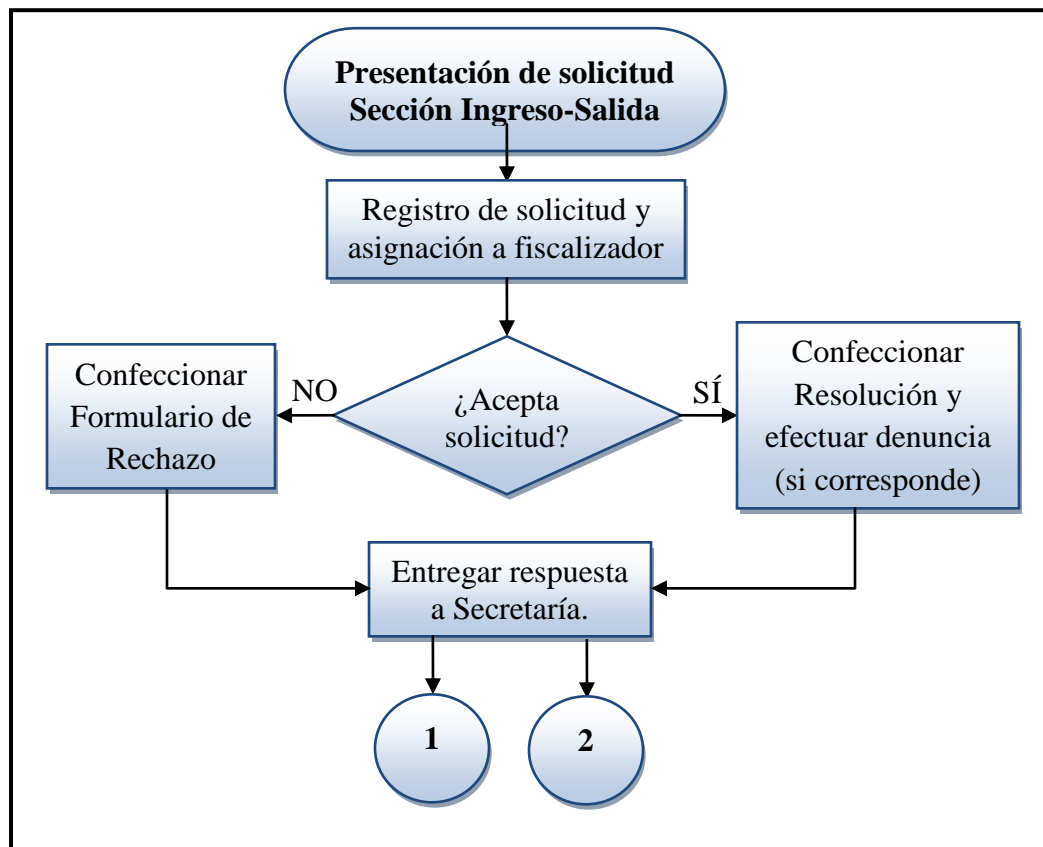 Presentación de solicitud
Sección Ingreso-Salida
Registro de solicitud y
asignación a fiscalizador
Confeccionar
Formulario de
Rechazo
NO
¿Acepta
solicitud?
SÍ
Confeccionar
Resolución y
efectuar denuncia
(si corresponde)
Entregar respuesta
a Secretaría.
1
2